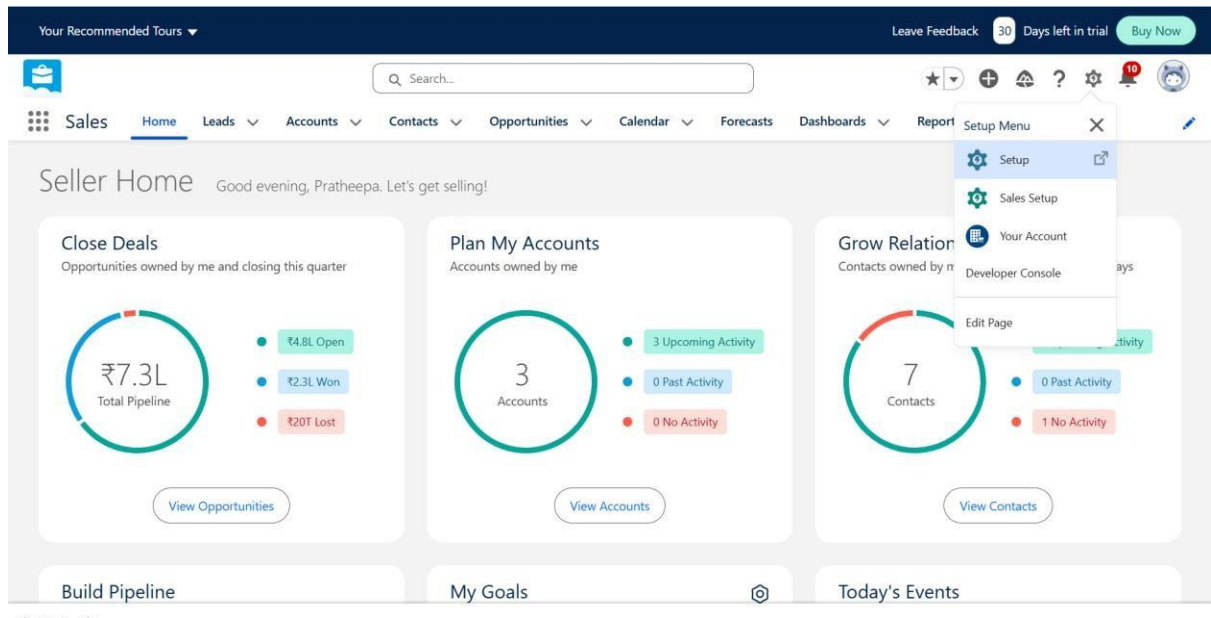 Your Recommended Tours
Leave Feedback 30 Days left in trial Buy Now
Search...
10
Sales Home Leads Accounts Contacts Opportunities Calendar Forecasts Dashboards Report
Setup Menu
Setup
Sales Setup
Your Account
Developer Console
Edit Page
Seller Home Good evening, Pratheepa. Let's get selling!
Close Deals
Opportunities owned by me and closing this quarter
₹7.3L
Total Pipeline
₹4.8L Open
₹2.3L Won
₹20T Lost
View Opportunities
Plan My Accounts
Accounts owned by me
3
Accounts
3 Upcoming Activity
0 Past Activity
0 No Activity
View Accounts
Grow Relation
Contacts owned by m
ays
7
Contacts
tivity
0 Past Activity
1 No Activity
View Contacts
Build Pipeline
My Goals
Today's Events